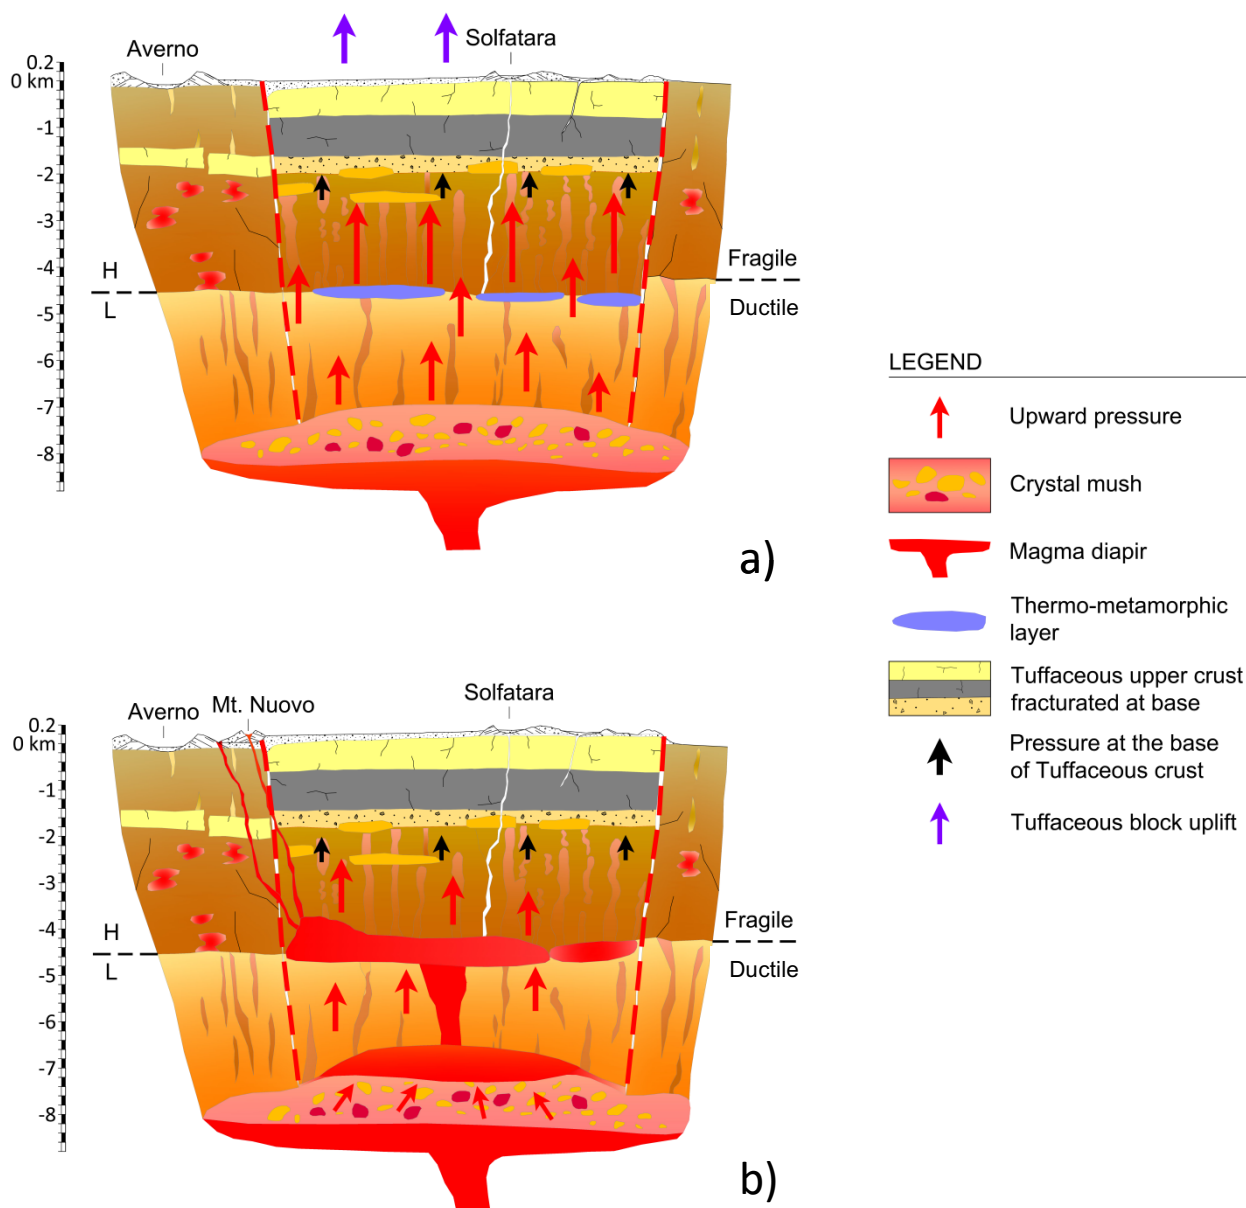 Averno
Solfatara
0.2
0 km
-1
-2
-3
-4
-5
-6
-7
-8
H
L
Fragile
Ductile
a)
LEGEND
Upward pressure
Crystal mush
Magma diapir
Thermo-metamorphic
layer
Tuffaceous upper crust
fracturated at base
Pressure at the base
of Tuffaceous crust
Tuffaceous block uplift
Averno
Mt. Nuovo
Solfatara
0.2
0 km
-1
-2
-3
-4
-5
-6
-7
-8
H
L
Fragile
Ductile
b)